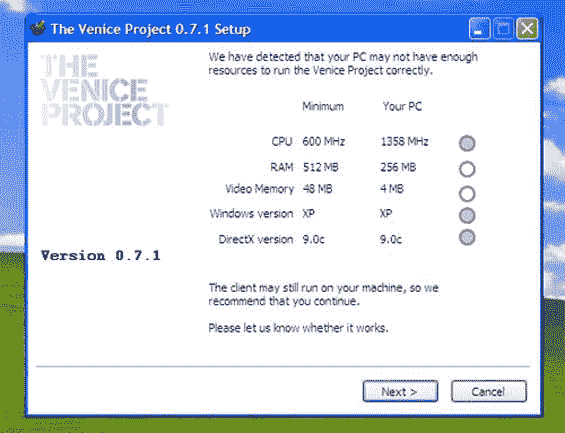 The Venice Project 0.7.1 Setup
THE
VENICE
PROJECT
We have detected that your PC may not have enough
resources to run the Venice Project correctly.
Minimum Your PC
CPU 600 MHz 1358 MHz
RAM 512 MB 256 MB
Video Memory 48 MB 4 MB
Windows version XP XP
DirectX version 9.0c 9.0c
Version 0.7.1
The client may still run on your machine, so we
recommend that you continue.
Please let us know whether it works.
Next > Cancel